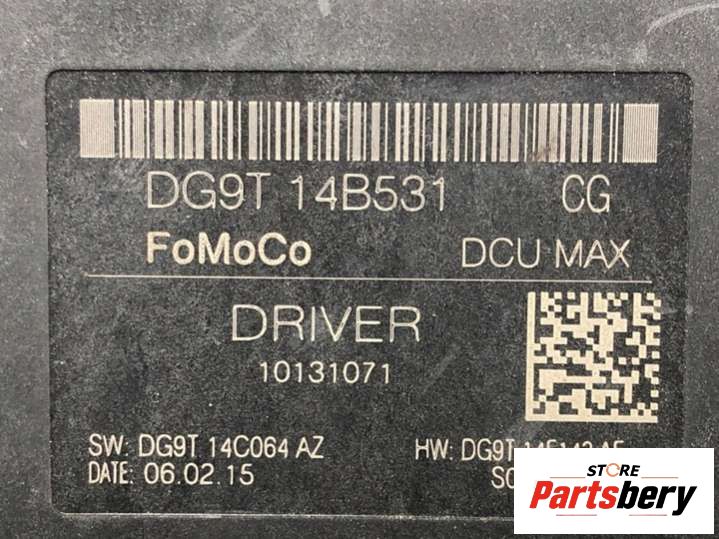 DG9T 14B531 CG
FoMoCo DCU MAX
DRIVER
10131071
SW: DG9T 14C064 AZ HW: DG9T
DATE: 06.02.15
STORE
Partsbery